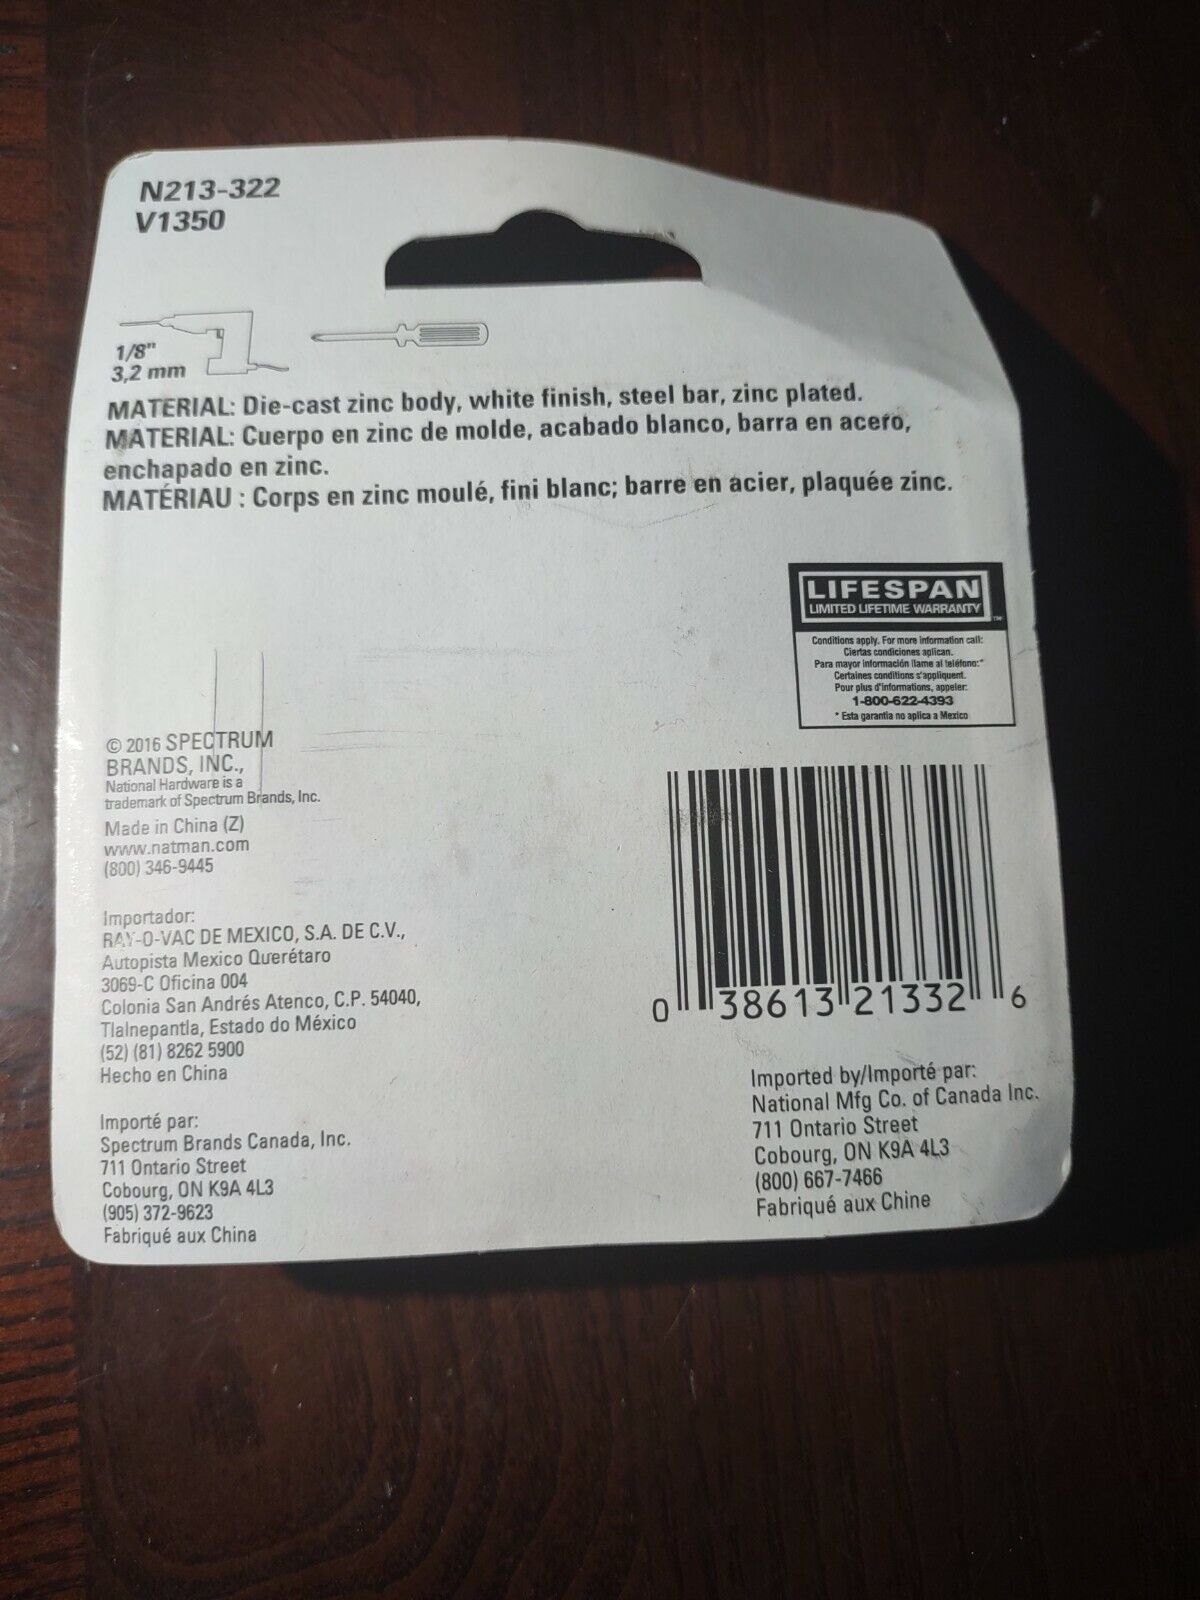 N213-322
V1350
1/8"
3,2 mm
MATERIAL: Die-cast zinc body, white finish, steel bar, zinc plated.
MATERIAL: Cuerpo en zinc de molde, acabado blanco, barra en acero,
enchapado en zinc.
MATÉRIAU : Corps en zinc moulé, fini blanc; barre en acier, plaquée zinc.
LIFESPAN
LIMITED LIFETIME WARRANTY
TM
Conditions apply. For more information call:
Ciertas condiciones aplican.
Para mayor información llame al teléfono:*
Certaines conditions s'appliquent.
Pour plus d'informations, appeler:
1-800-622-4393
* Esta garantia no aplica a Mexico
© 2016 SPECTRUM
BRANDS, INC.,
National Hardware is a
trademark of Spectrum Brands, Inc.
Made in China (Z)
www.natman.com
(800) 346-9445
Importador:
RAY-O-VAC DE MEXICO, S.A. DE C.V.,
Autopista Mexico Querétaro
3069-C Oficina 004
Colonia San Andrés Atenco, C.P. 54040,
Tlalnepantla, Estado do México
(52) (81) 8262 5900
Hecho en China
Importé par:
Spectrum Brands Canada, Inc.
711 Ontario Street
Cobourg, ON K9A 4L3
(905) 372-9623
Fabriqué aux China
0 38613 21332 6
Imported by/Importé par:
National Mfg Co. of Canada Inc.
711 Ontario Street
Cobourg, ON K9A 4L3
(800) 667-7466
Fabriqué aux Chine